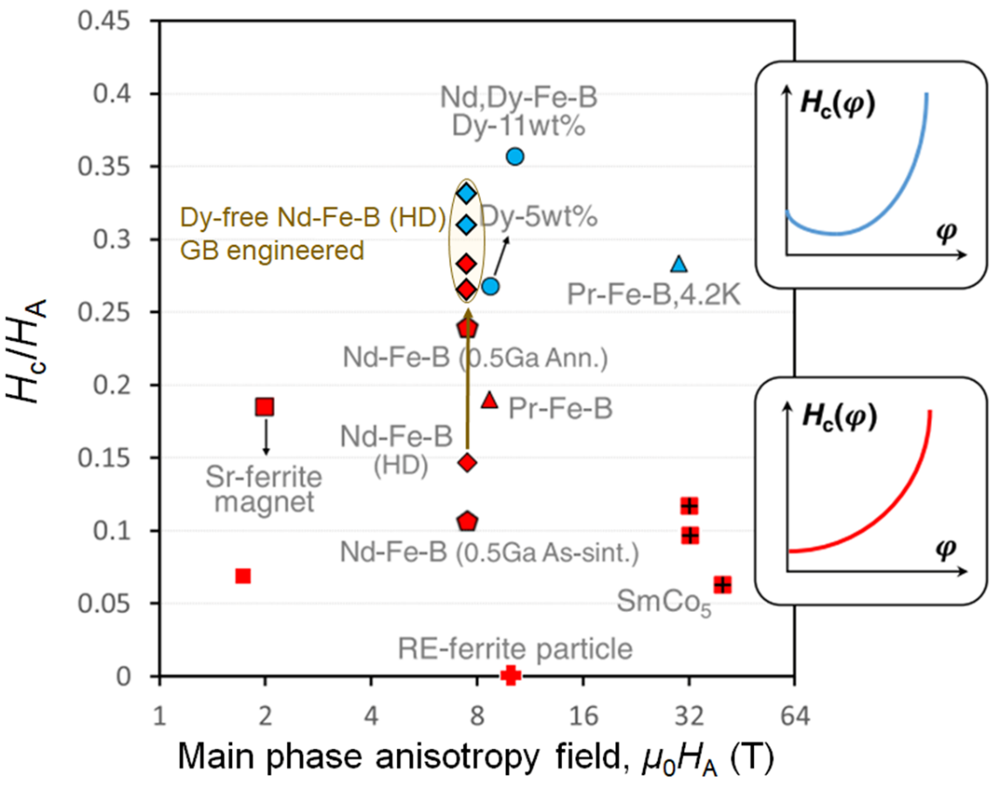 0.45
0.4
0.35
0.3
0.25
0.2
0.15
0.1
0.05
0
Hc/HA
Nd,Dy-Fe-B
Dy-11wt%
Dy-free Nd-Fe-B (HD)
GB engineered
Dy-5wt%
Pr-Fe-B,4.2K
Nd-Fe-B (0.5Ga Ann.)
Pr-Fe-B
Nd-Fe-B
(HD)
Sr-ferrite
magnet
Nd-Fe-B (0.5Ga As-sint.)
SmCo5
RE-ferrite particle
1 2 4 8 16 32 64
Main phase anisotropy field, μ0HA (T)
Hc(φ)
φ
Hc(φ)
φ